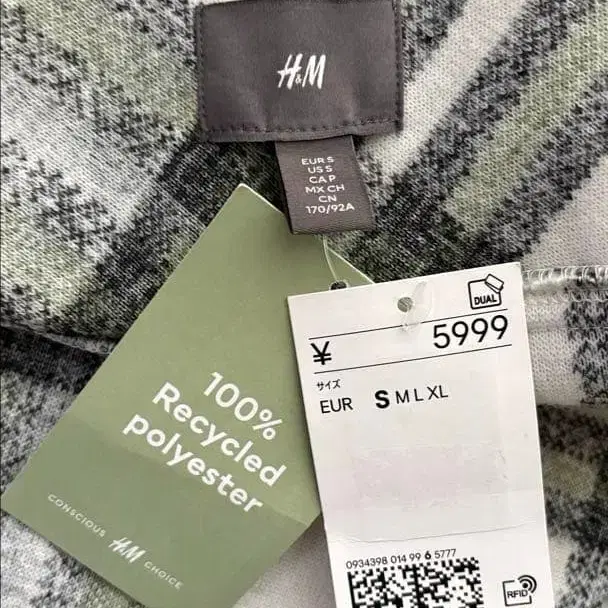 H&M
EUR S
US S
CA P
MX CH
CN
170/92A
100%
Recycled
polyester
CONSCIOUS H&M CHOICE
DUAL
¥ 5999
サイズ
EUR S M L XL
0934398 014 99 6 5777
RFID